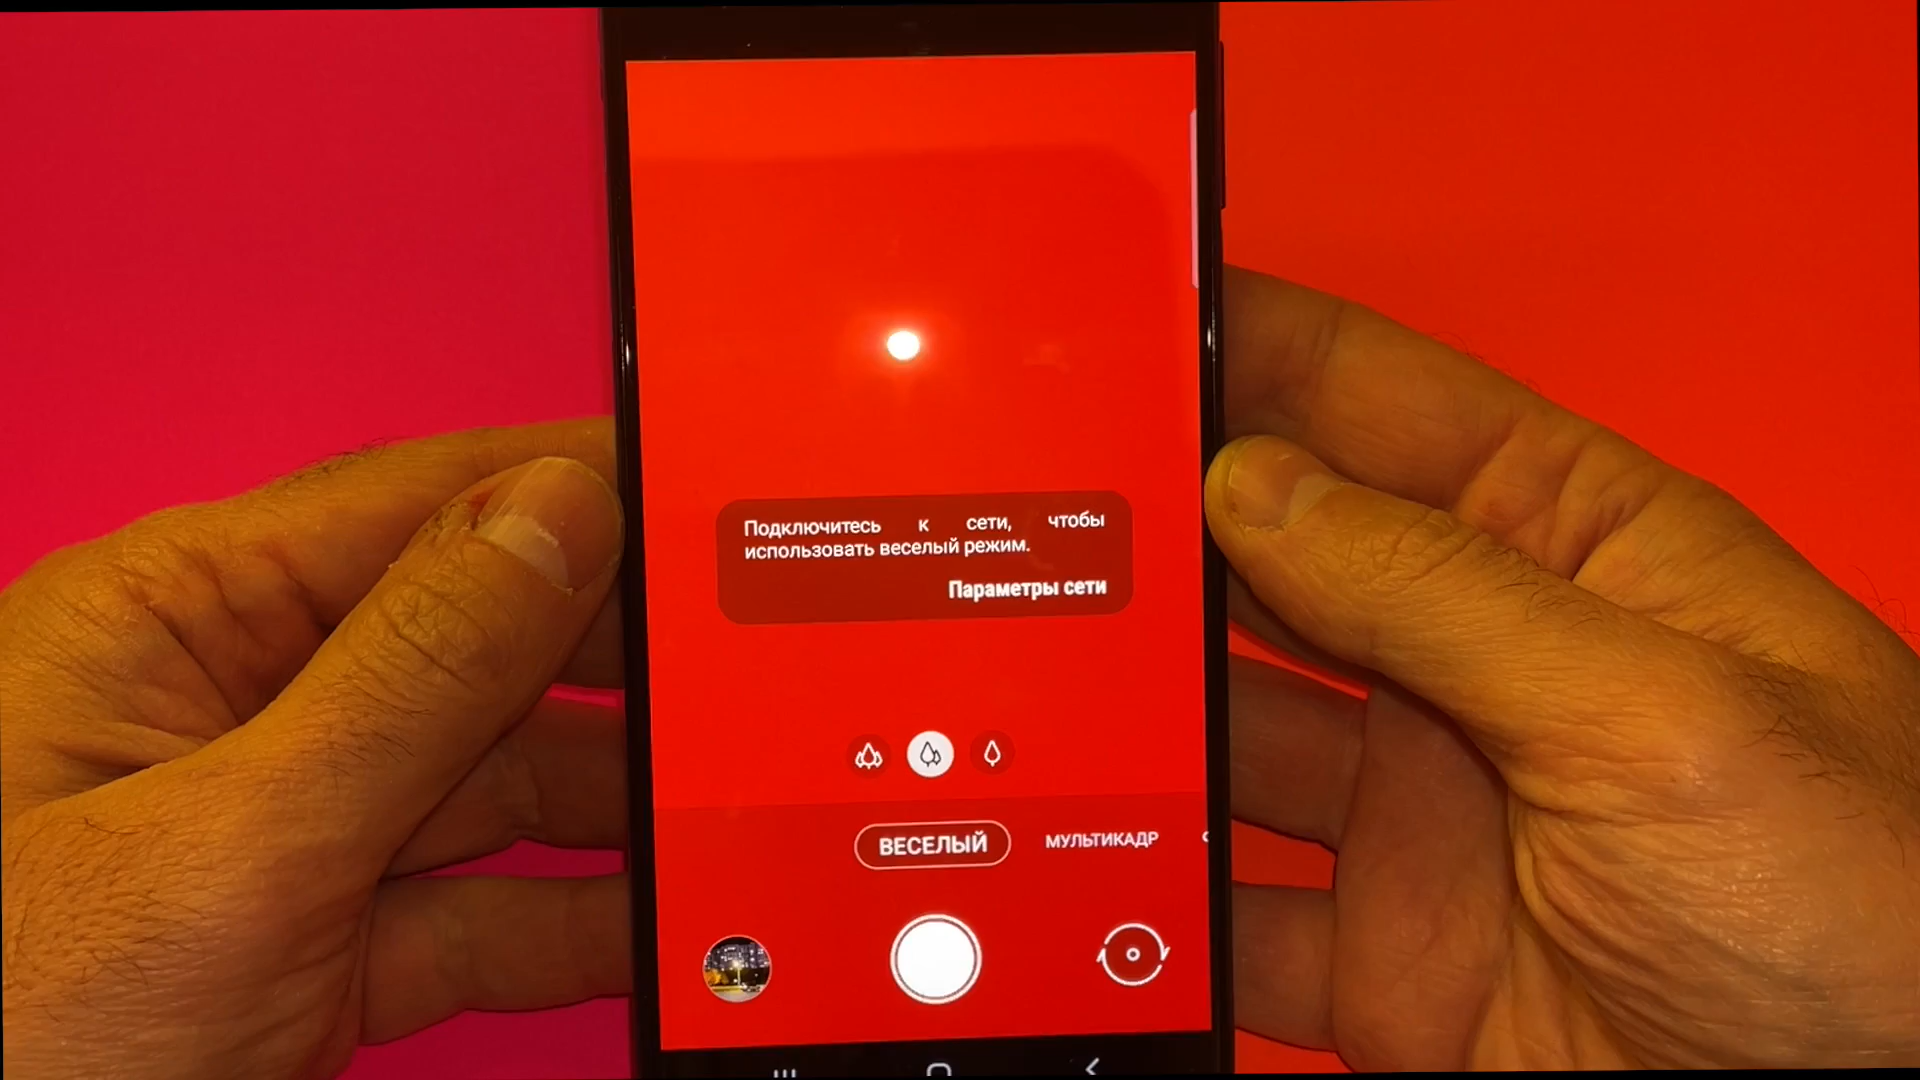 Подключитесь к сети, чтобы
использовать веселый режим.
Параметры сети
ВЕСЕЛЫЙ МУЛЬТИКАДР